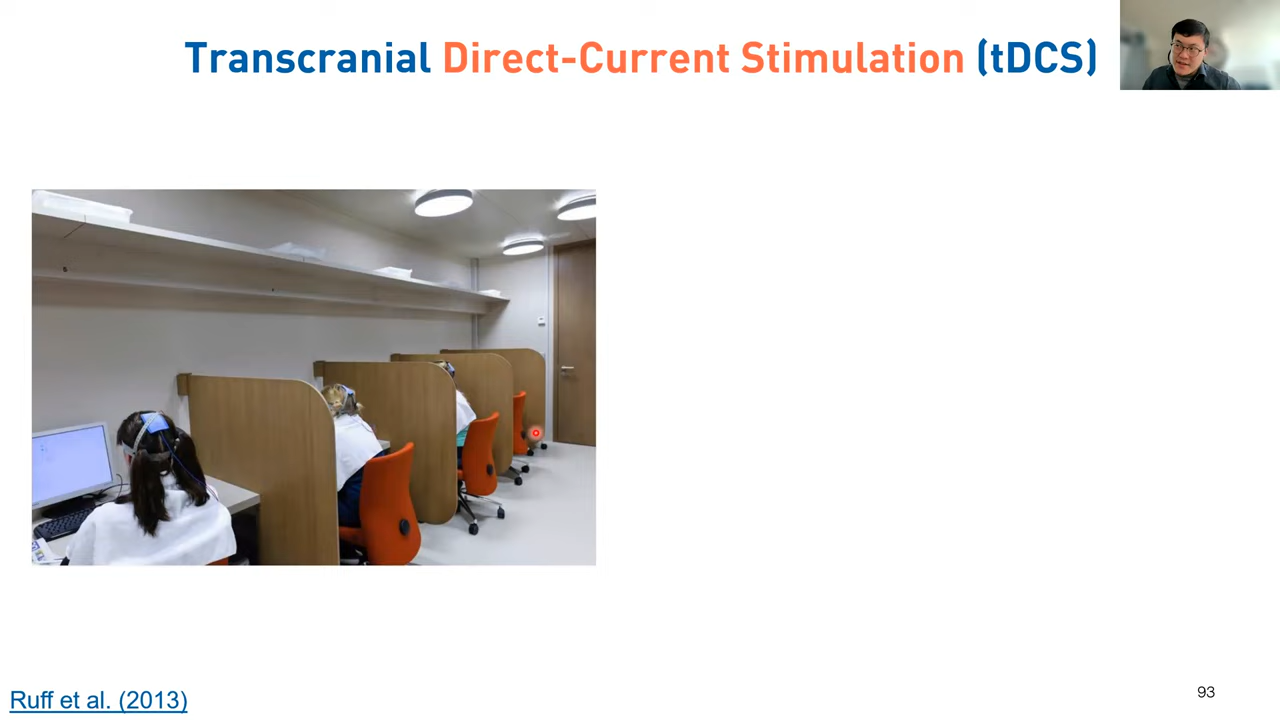 Transcranial Direct-Current Stimulation (tDCS)
Ruff et al. (2013)
93